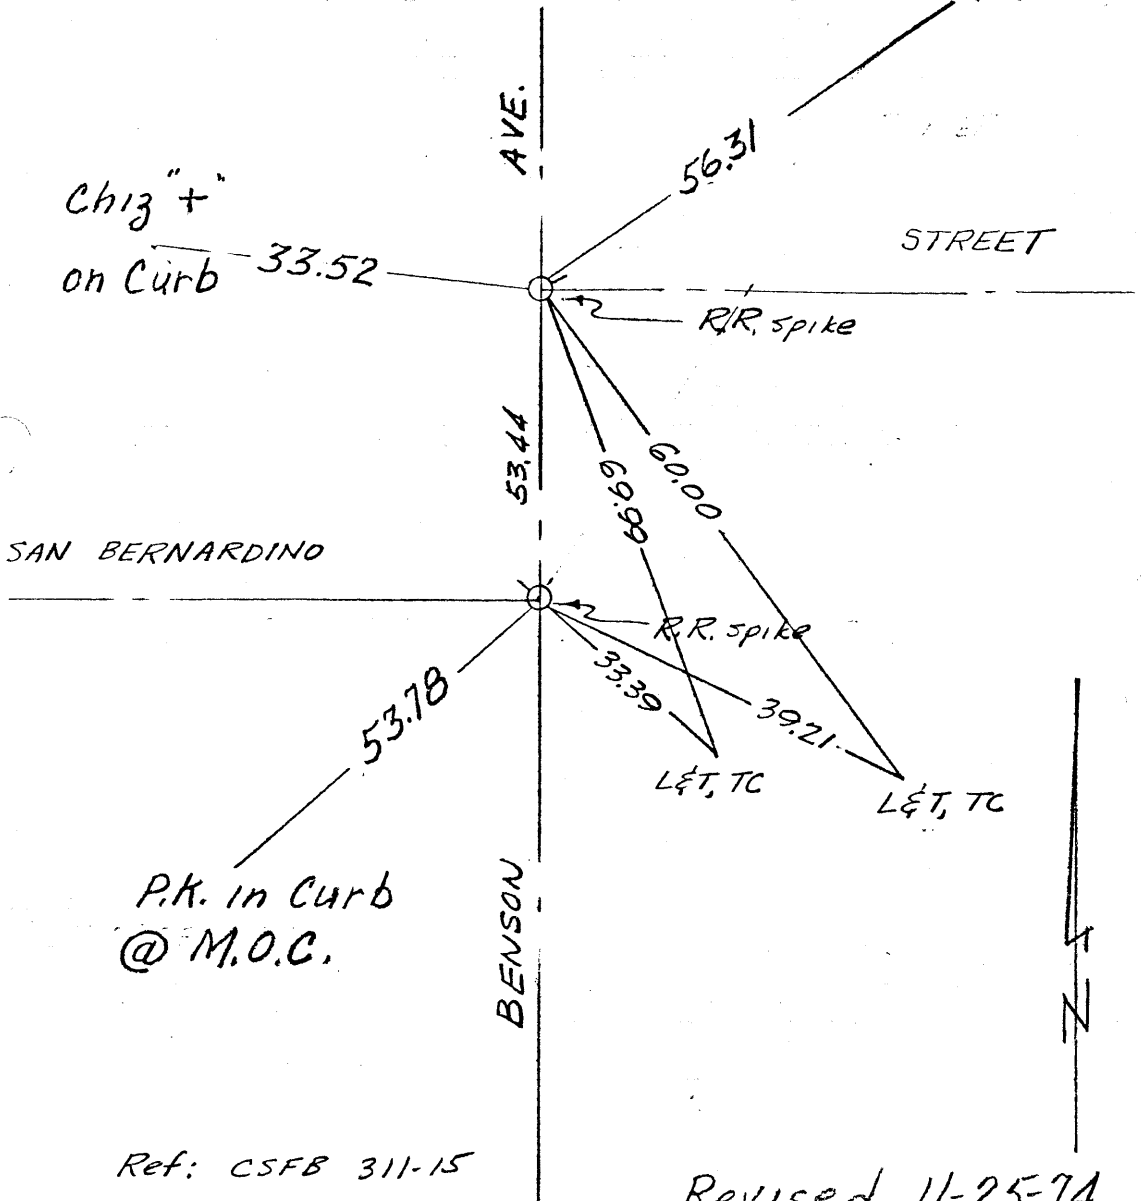 AVE.
56.31
Chiz "+"
on Curb
33.52
STREET
R/R. spike
53.44
69.69
60.00
SAN BERNARDINO
R.R. spike
33.39
39.21
53.78
L&T, TC
L&T, TC
P.K. in Curb
@ M.O.C.
BENSON
N
Ref: CSFB 311-15
Revised 11-25-74